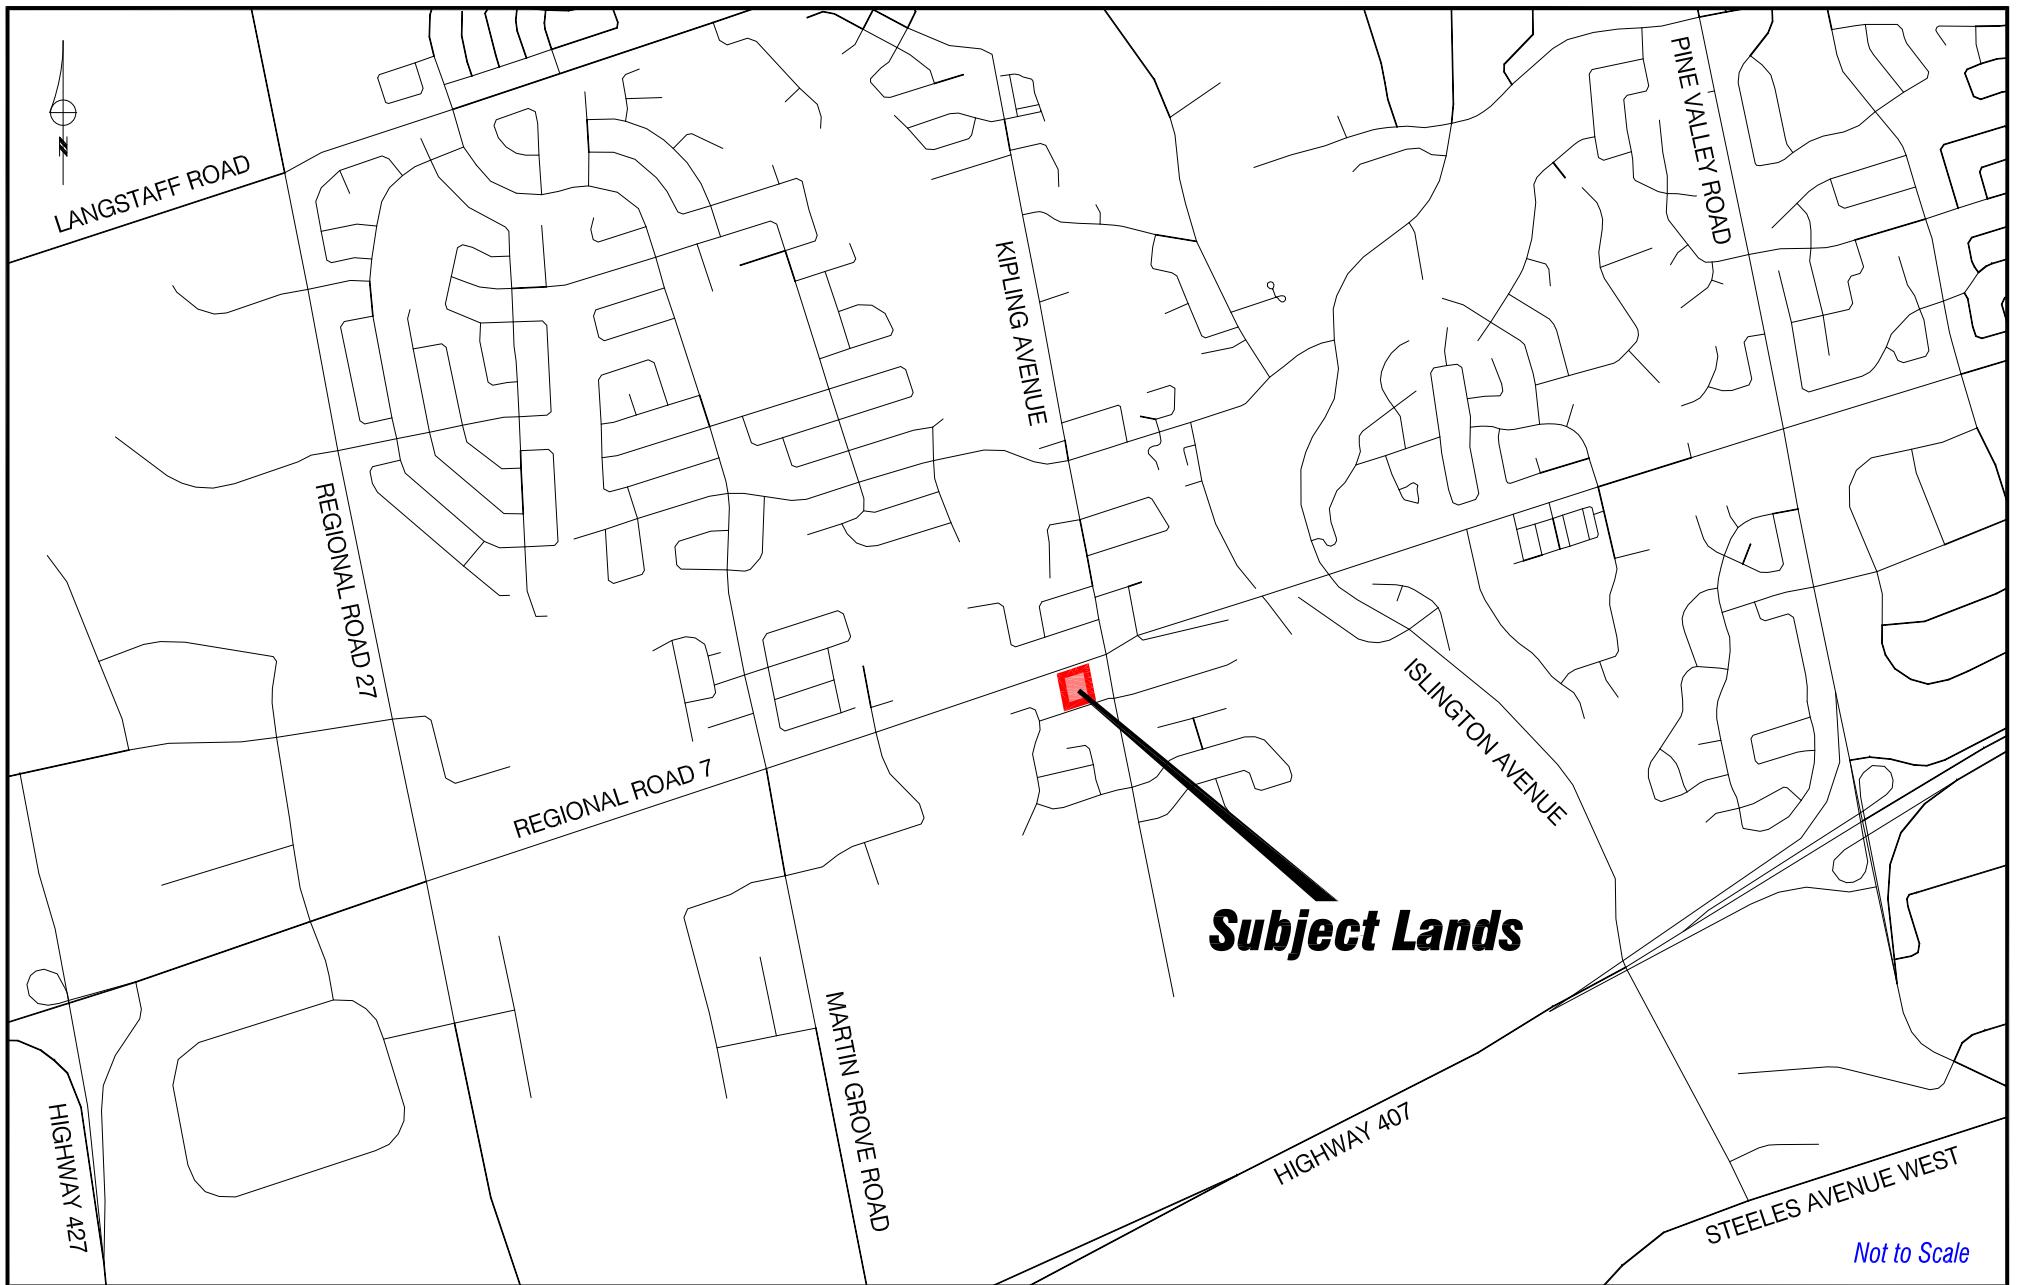 PINE VALLEY ROAD
LANGSTAFF ROAD
N
KIPLING AVENUE
REGIONAL ROAD 27
ISLINGTON AVENUE
REGIONAL ROAD 7
Subject Lands
MARTIN GROVE ROAD
HIGHWAY 427
HIGHWAY 407
STEELES AVENUE WEST
Not to Scale